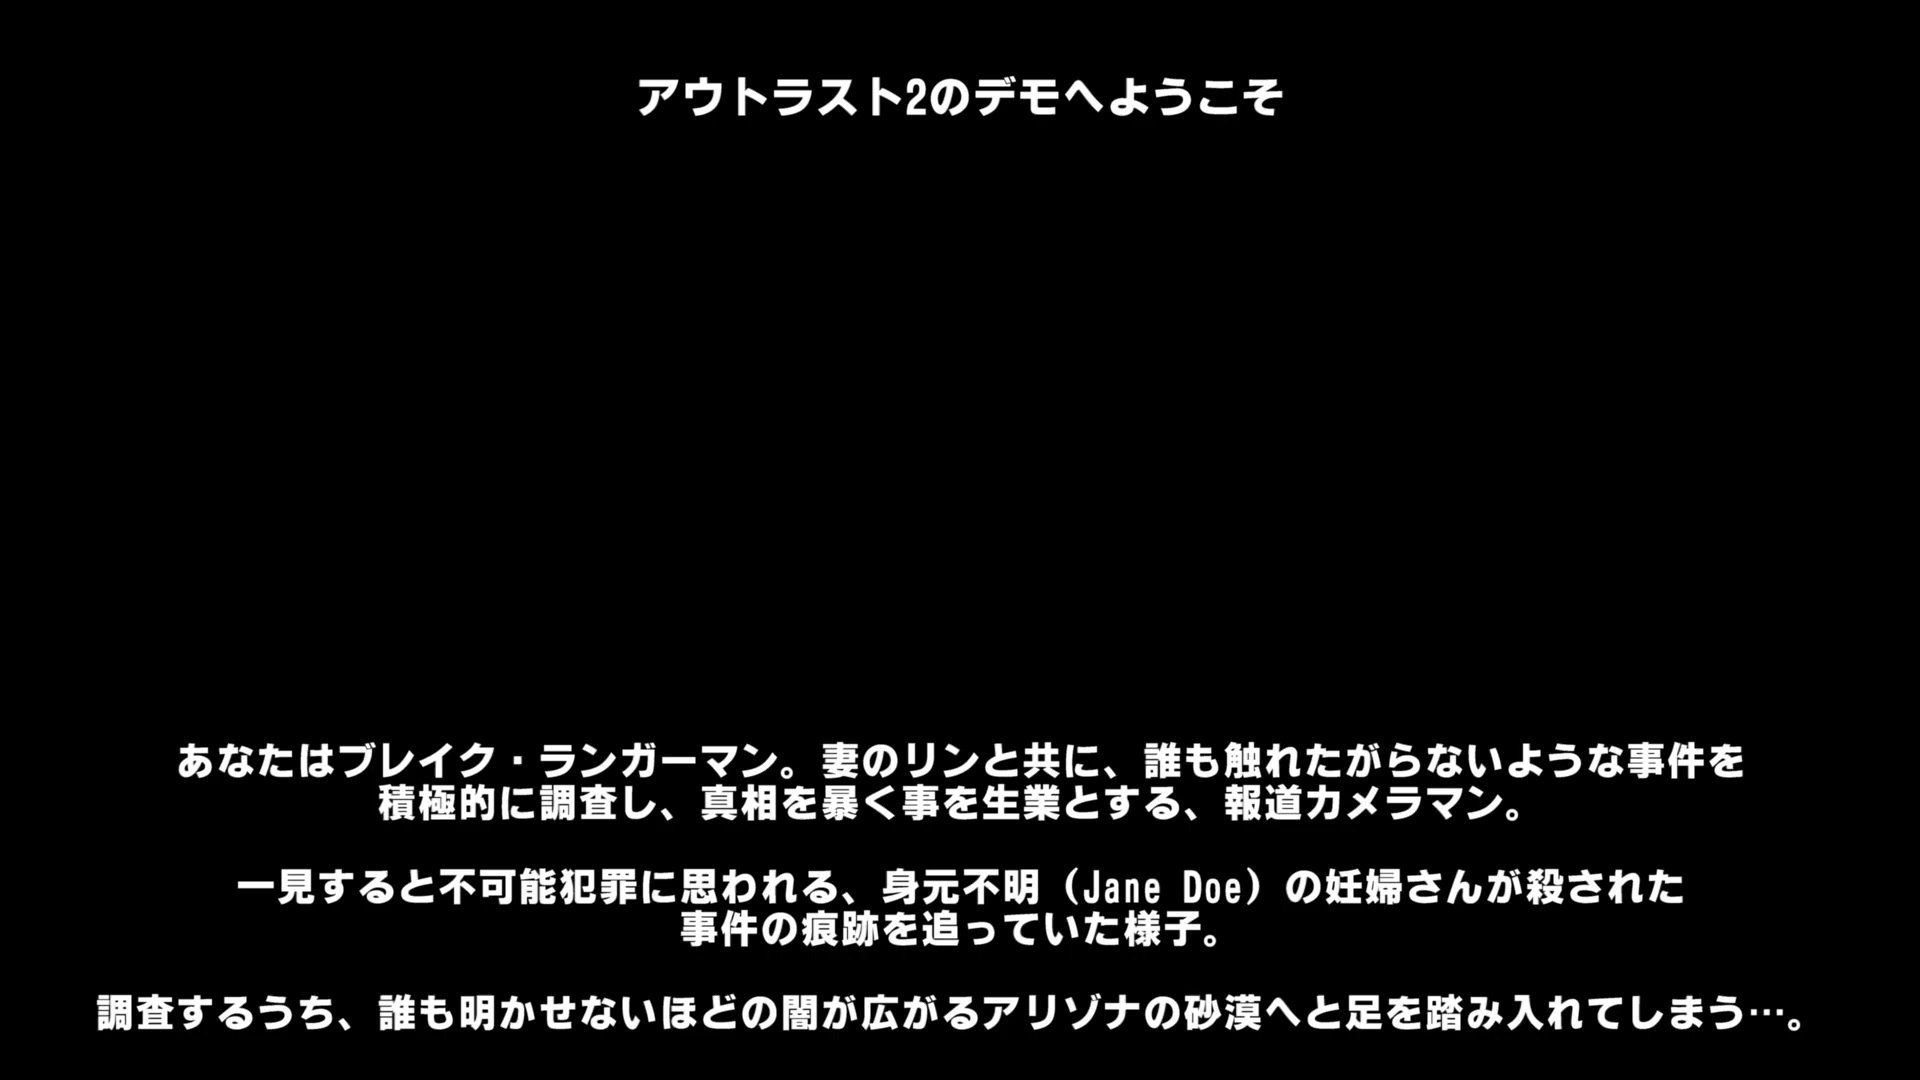 アウトラスト2のデモへようこそ
あなたはブレイク・ランガーマン。妻のリンと共に、誰も触れたがらないような事件を
積極的に調査し、真相を暴く事を生業とする、報道カメラマン。
一見すると不可能犯罪に思われる、身元不明（Jane Doe）の妊婦さんが殺された
事件の痕跡を追っていた様子。
調査するうち、誰も明かせないほどの闇が広がるアリゾナの砂漠へと足を踏み入れてしまう…。